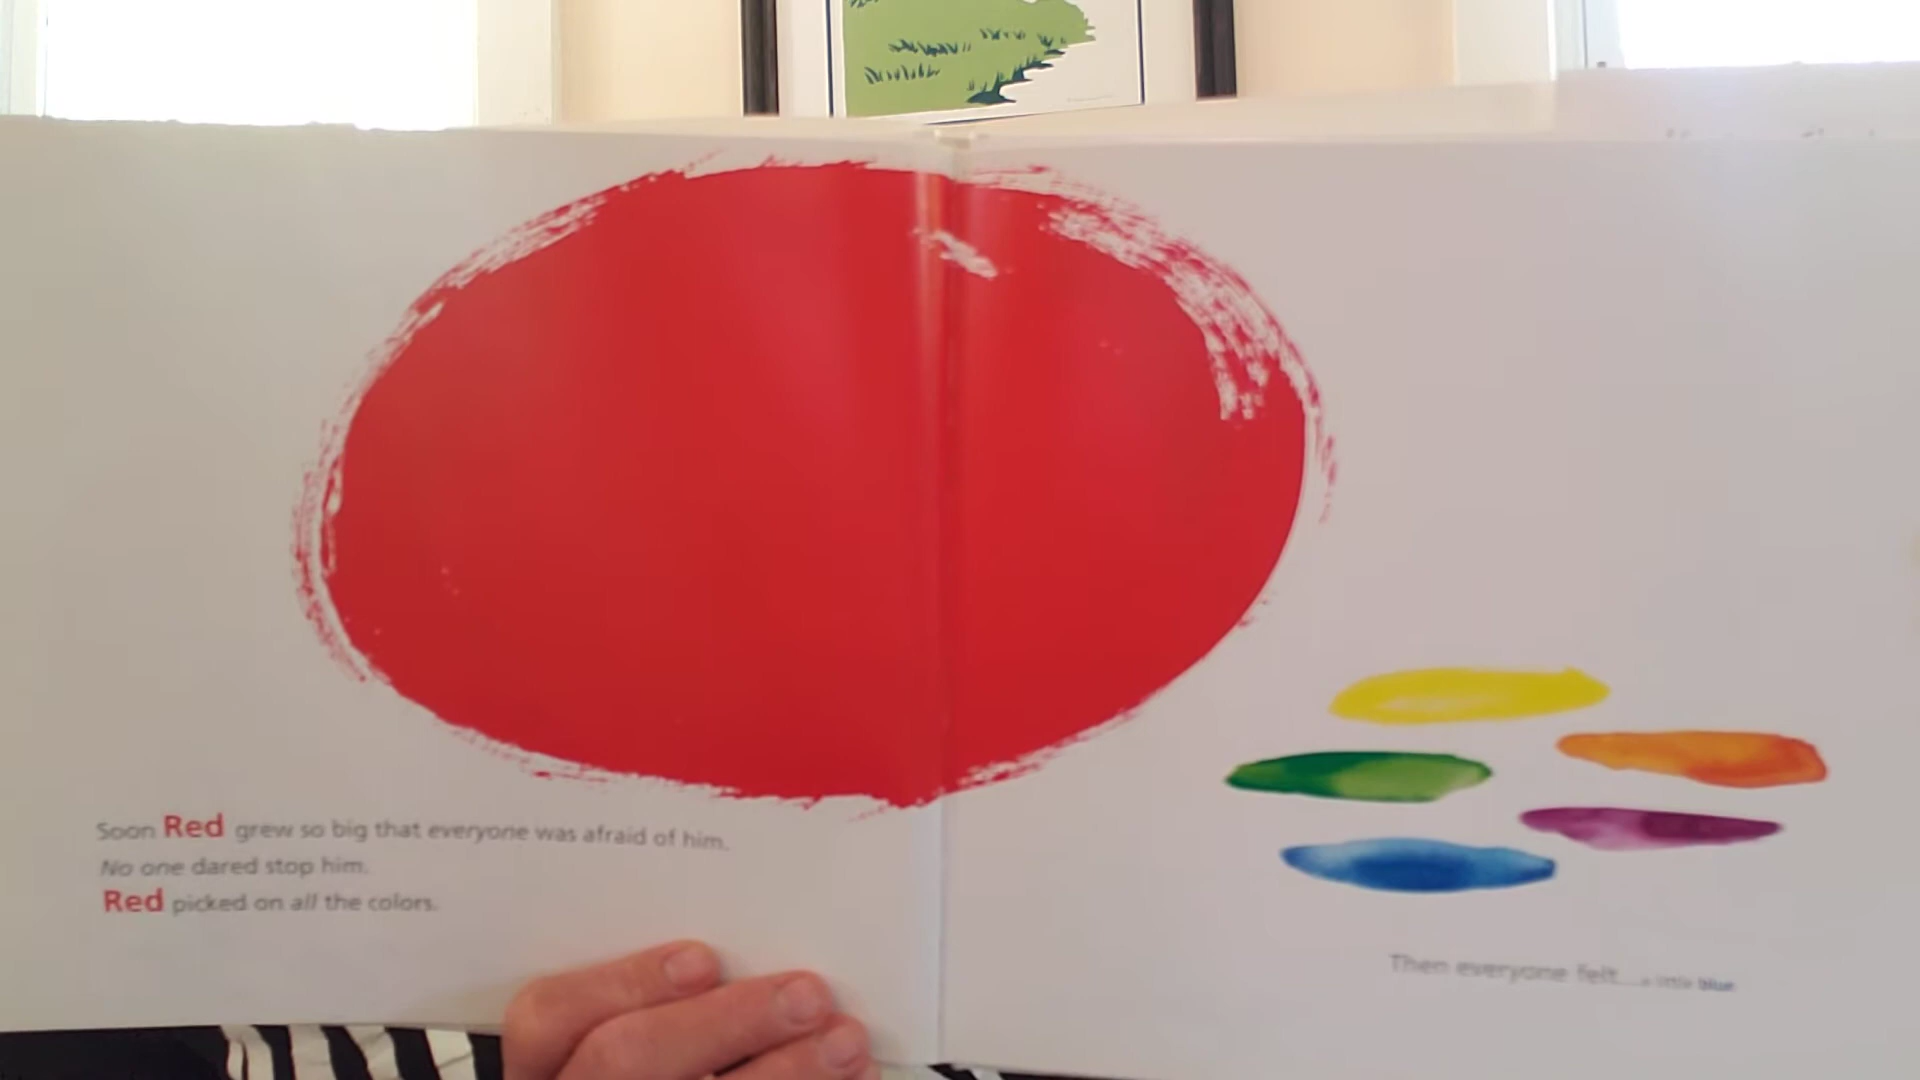 Soon Red grew so big that everyone was afraid of him.
No one dared stop him.
Red picked on all the colors.
Then everyone felt....a little blue.